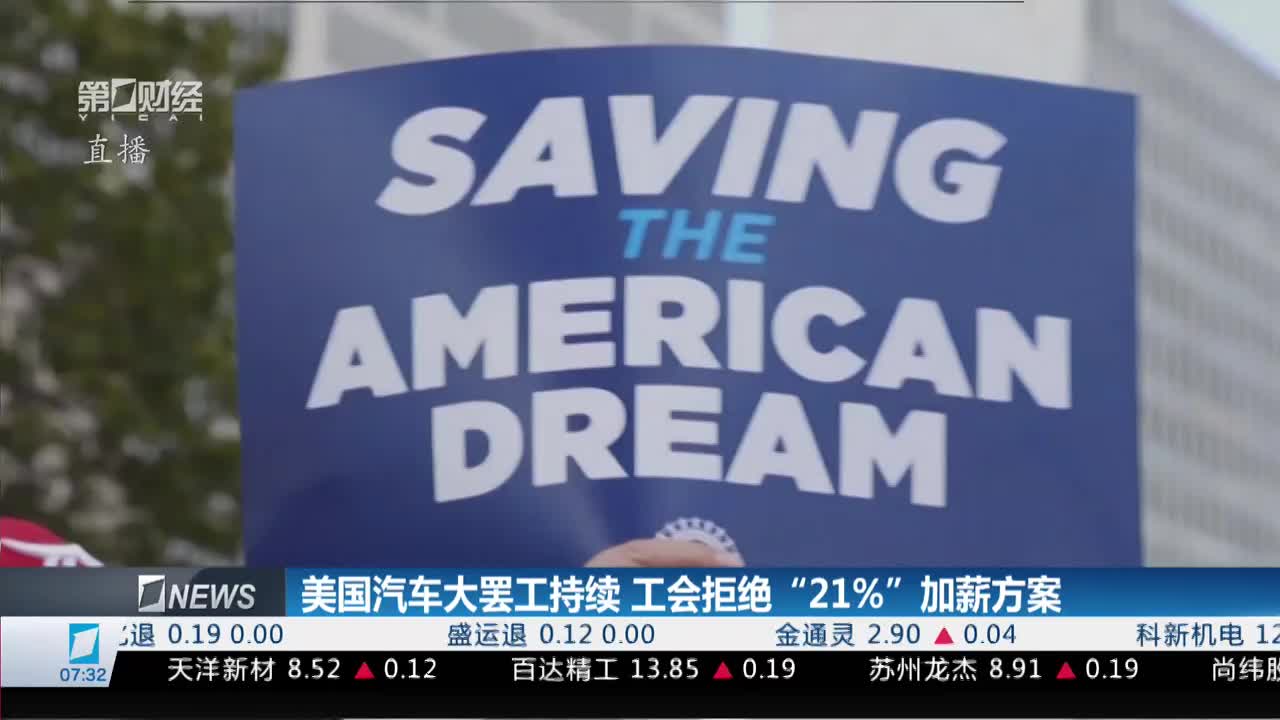 第一财经
YICAI
直播
SAVING
THE
AMERICAN
DREAM
NEWS
美国汽车大罢工持续 工会拒绝“21%”加薪方案
退 0.19 0.00 盛运退 0.12 0.00 金通灵 2.90 ▲ 0.04 科新机电 12
07:32
天洋新材 8.52 ▲ 0.12 百达精工 13.85 ▲ 0.19 苏州龙杰 8.91 ▲ 0.19 尚纬股